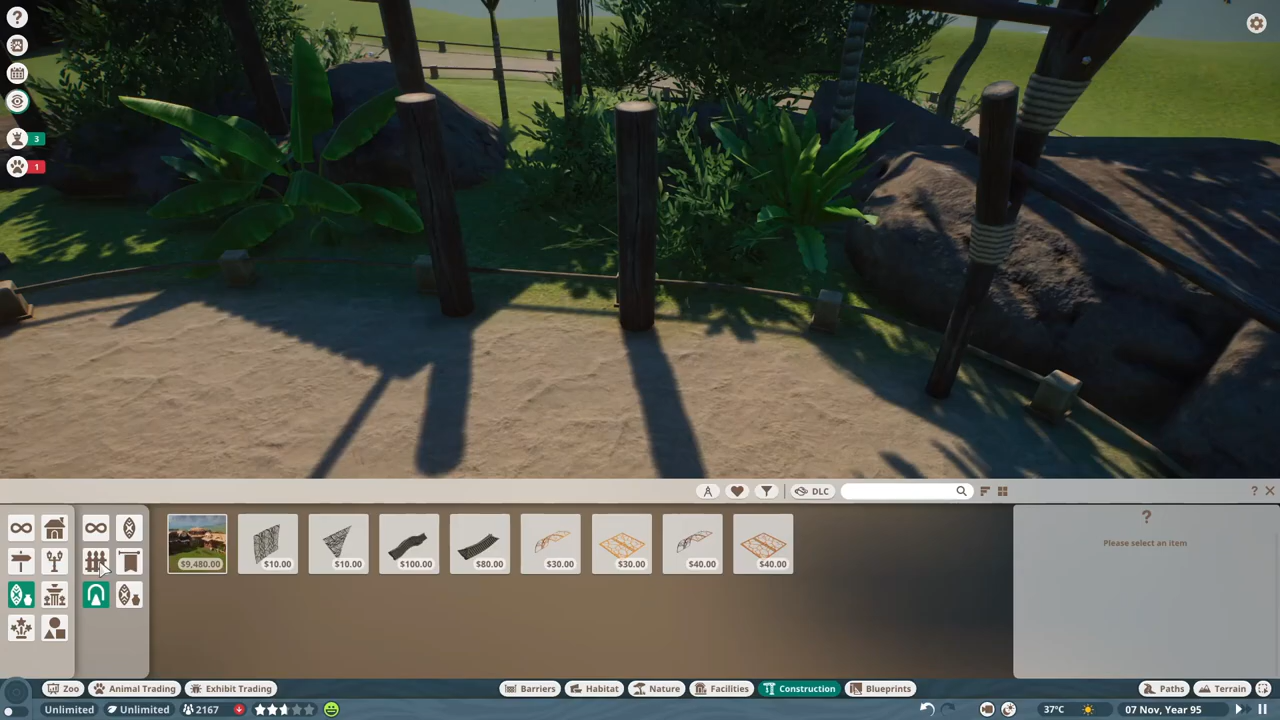 ?
3
1
DLC
?
$9,480.00
$10.00
$10.00
$100.00
$80.00
$30.00
$30.00
$40.00
$40.00
?
Please select an item
Zoo
Animal Trading
Exhibit Trading
Barriers
Habitat
Nature
Facilities
Construction
Blueprints
Paths
Terrain
Unlimited
Unlimited
2167
37°C
07 Nov, Year 95